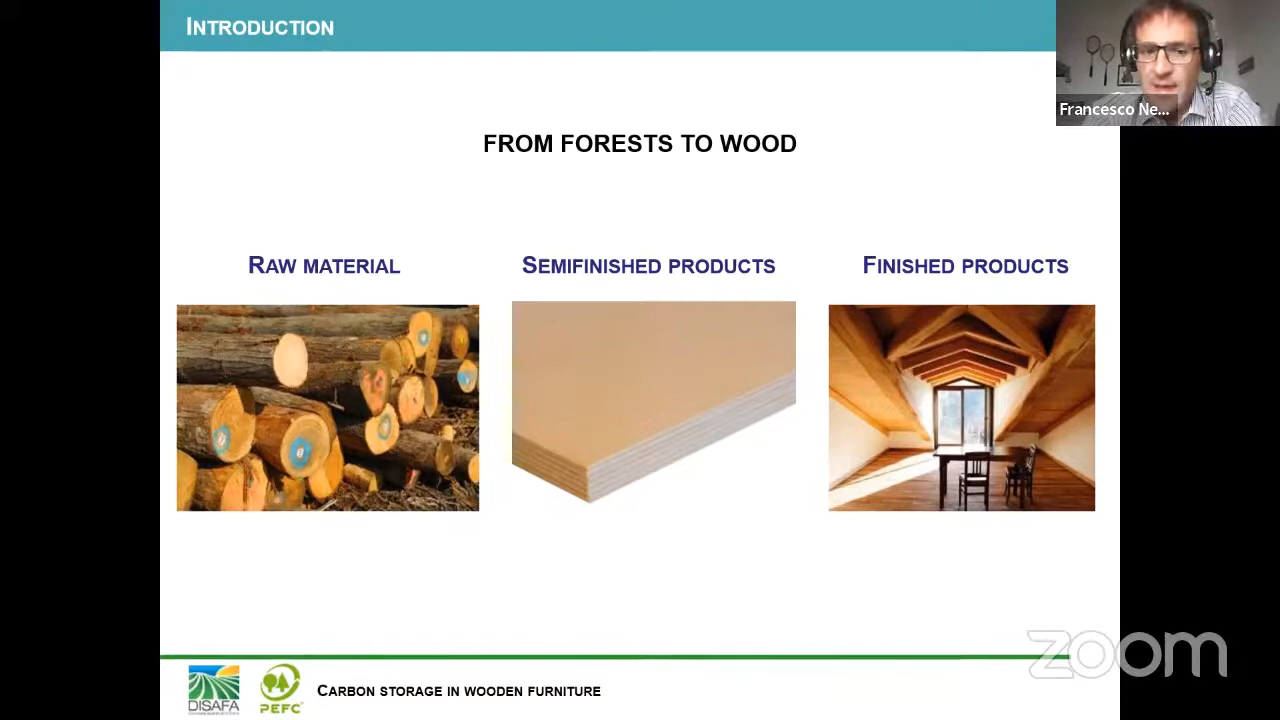 INTRODUCTION
Francesco Ne...
FROM FORESTS TO WOOD
RAW MATERIAL
SEMIFINISHED PRODUCTS
FINISHED PRODUCTS
zoom
DISAFA
PEFC
CARBON STORAGE IN WOODEN FURNITURE